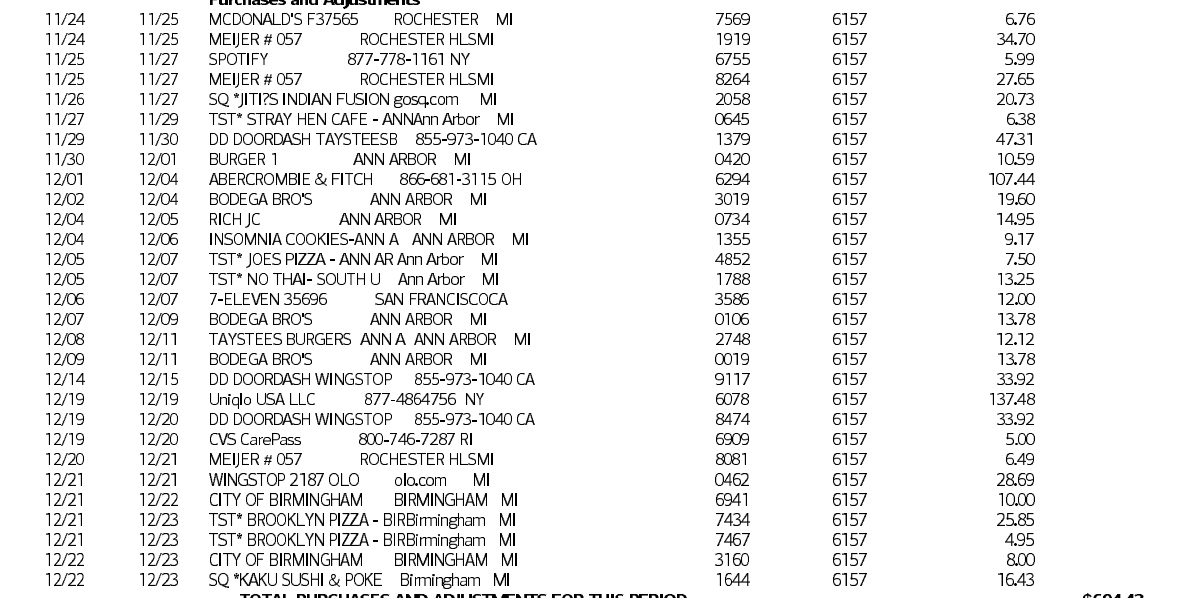 Purchases and Adjustments
11/24 11/25 MCDONALD'S F37565 ROCHESTER MI 7569 6157 6.76
11/24 11/25 MEIJER # 057 ROCHESTER HLSMI 1919 6157 34.70
11/25 11/27 SPOTIFY 877-778-1161 NY 6755 6157 5.99
11/25 11/27 MEIJER # 057 ROCHESTER HLSMI 8264 6157 27.65
11/26 11/27 SQ *JITI?S INDIAN FUSION gosq.com MI 2058 6157 20.73
11/27 11/29 TST* STRAY HEN CAFE - ANNAnn Arbor MI 0645 6157 6.38
11/29 11/30 DD DOORDASH TAYSTEESB 855-973-1040 CA 1379 6157 47.31
11/30 12/01 BURGER 1 ANN ARBOR MI 0420 6157 10.59
12/01 12/04 ABERCROMBIE & FITCH 866-681-3115 OH 6294 6157 107.44
12/02 12/04 BODEGA BRO'S ANN ARBOR MI 3019 6157 19.60
12/04 12/05 RICH JC ANN ARBOR MI 0734 6157 14.95
12/04 12/06 INSOMNIA COOKIES-ANN A ANN ARBOR MI 1355 6157 9.17
12/05 12/07 TST* JOES PIZZA - ANN AR Ann Arbor MI 4852 6157 7.50
12/05 12/07 TST* NO THAI- SOUTH U Ann Arbor MI 1788 6157 13.25
12/06 12/07 7-ELEVEN 35696 SAN FRANCISCOCA 3586 6157 12.00
12/07 12/09 BODEGA BRO'S ANN ARBOR MI 0106 6157 13.78
12/08 12/11 TAYSTEES BURGERS ANN A ANN ARBOR MI 2748 6157 12.12
12/09 12/11 BODEGA BRO'S ANN ARBOR MI 0019 6157 13.78
12/14 12/15 DD DOORDASH WINGSTOP 855-973-1040 CA 9117 6157 33.92
12/19 12/19 Uniqlo USA LLC 877-4864756 NY 6078 6157 137.48
12/19 12/20 DD DOORDASH WINGSTOP 855-973-1040 CA 8474 6157 33.92
12/19 12/20 CVS CarePass 800-746-7287 RI 6909 6157 5.00
12/20 12/21 MEIJER # 057 ROCHESTER HLSMI 8081 6157 6.49
12/21 12/21 WINGSTOP 2187 OLO olo.com MI 0462 6157 28.69
12/21 12/22 CITY OF BIRMINGHAM BIRMINGHAM MI 6941 6157 10.00
12/21 12/23 TST* BROOKLYN PIZZA - BIRBirmingham MI 7434 6157 25.85
12/21 12/23 TST* BROOKLYN PIZZA - BIRBirmingham MI 7467 6157 4.95
12/22 12/23 CITY OF BIRMINGHAM BIRMINGHAM MI 3160 6157 8.00
12/22 12/23 SQ *KAKU SUSHI & POKE Birmingham MI 1644 6157 16.43
TOTAL PURCHASES AND ADJUSTMENTS FOR THIS PERIOD